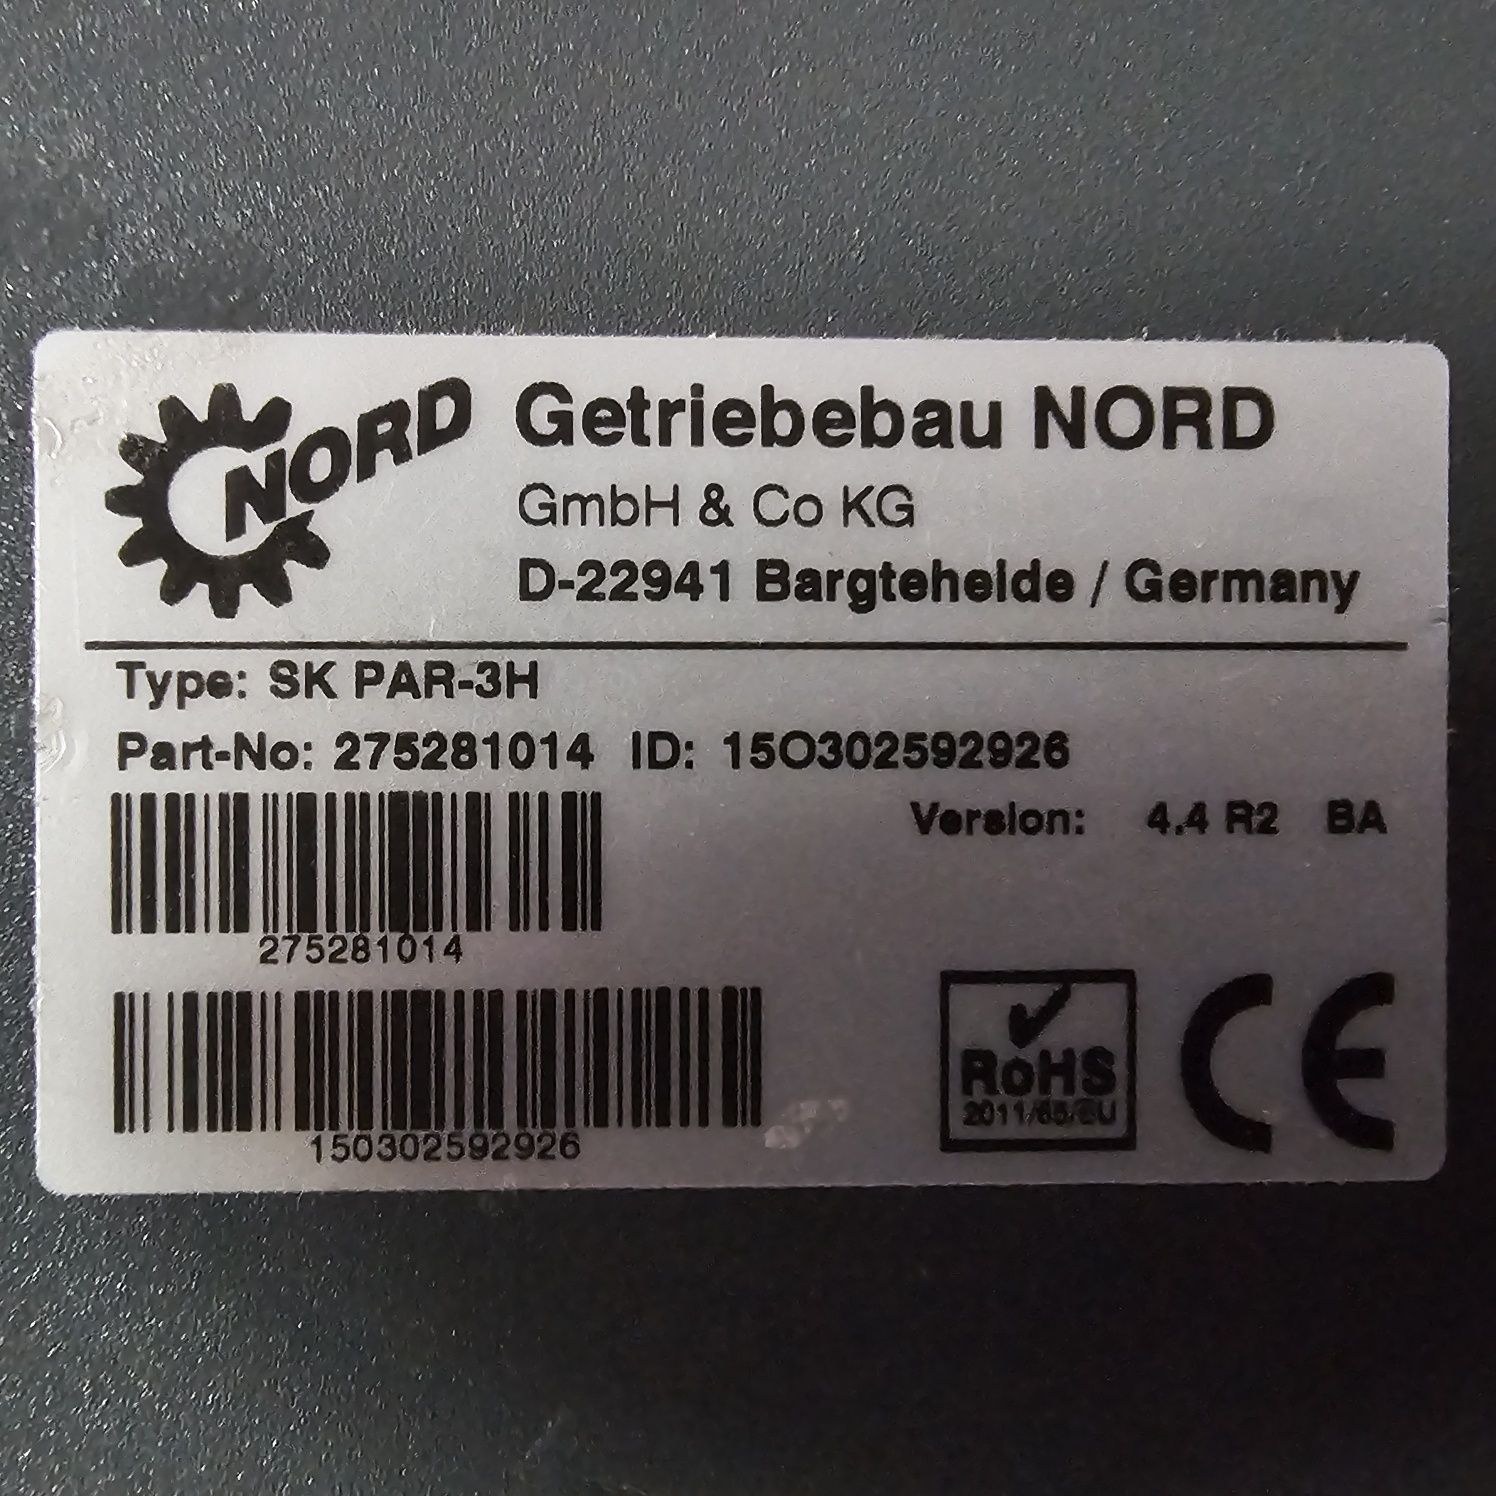 NORD
Getriebebau NORD
GmbH & Co KG
D-22941 Bargteheide / Germany
Type: SK PAR-3H
Part-No: 275281014 ID: 15O302592926
Version: 4.4 R2 BA
275281014
15O302592926
RoHS
2011/65/EU
CE